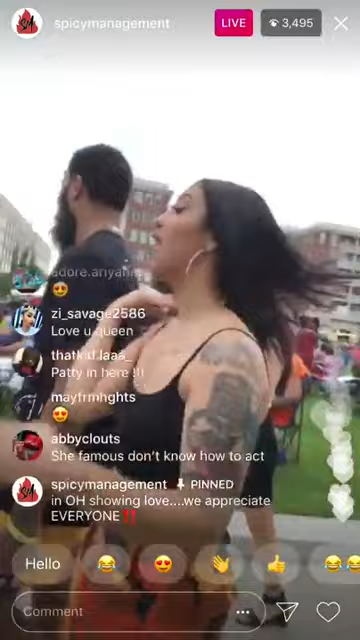 spicymanagement
LIVE
3,495
adore.ariyah
😍
zi_savage2586
Love u queen
thatkid.laas_
Patty in here !!!
mayfrmhghts
😍
abbyclouts
She famous don't know how to act
spicymanagement PINNED
in OH showing love....we appreciate
EVERYONE‼️
Hello 😂 😍 👏 👍 😂😂
Comment